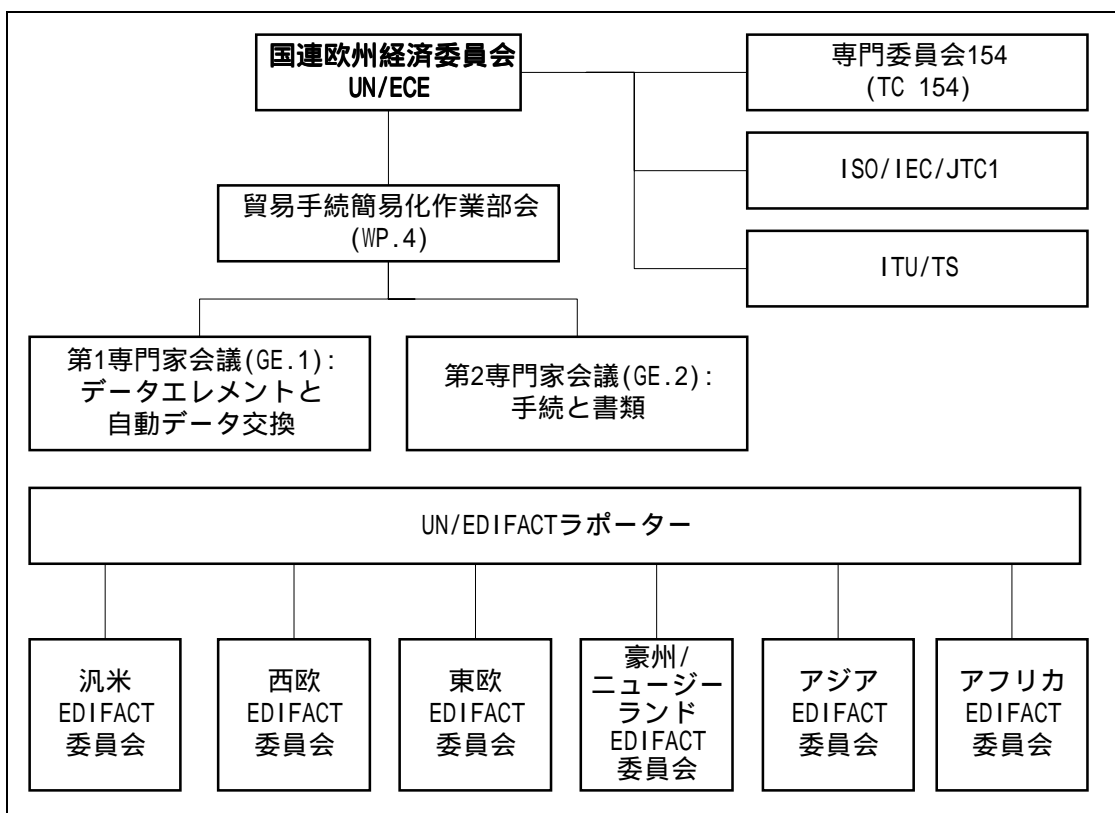 国連欧州経済委員会
UN/ECE
専門委員会154
(TC 154)
ISO/IEC/JTC1
貿易手続簡易化作業部会
(WP.4)
ITU/TS
第1専門家会議(GE.1):
データエレメントと
自動データ交換
第2専門家会議(GE.2):
手続と書類
UN/EDIFACTラポーター
汎米
EDIFACT
委員会
西欧
EDIFACT
委員会
東欧
EDIFACT
委員会
豪州/
ニュージー
ランド
EDIFACT
委員会
アジア
EDIFACT
委員会
アフリカ
EDIFACT
委員会